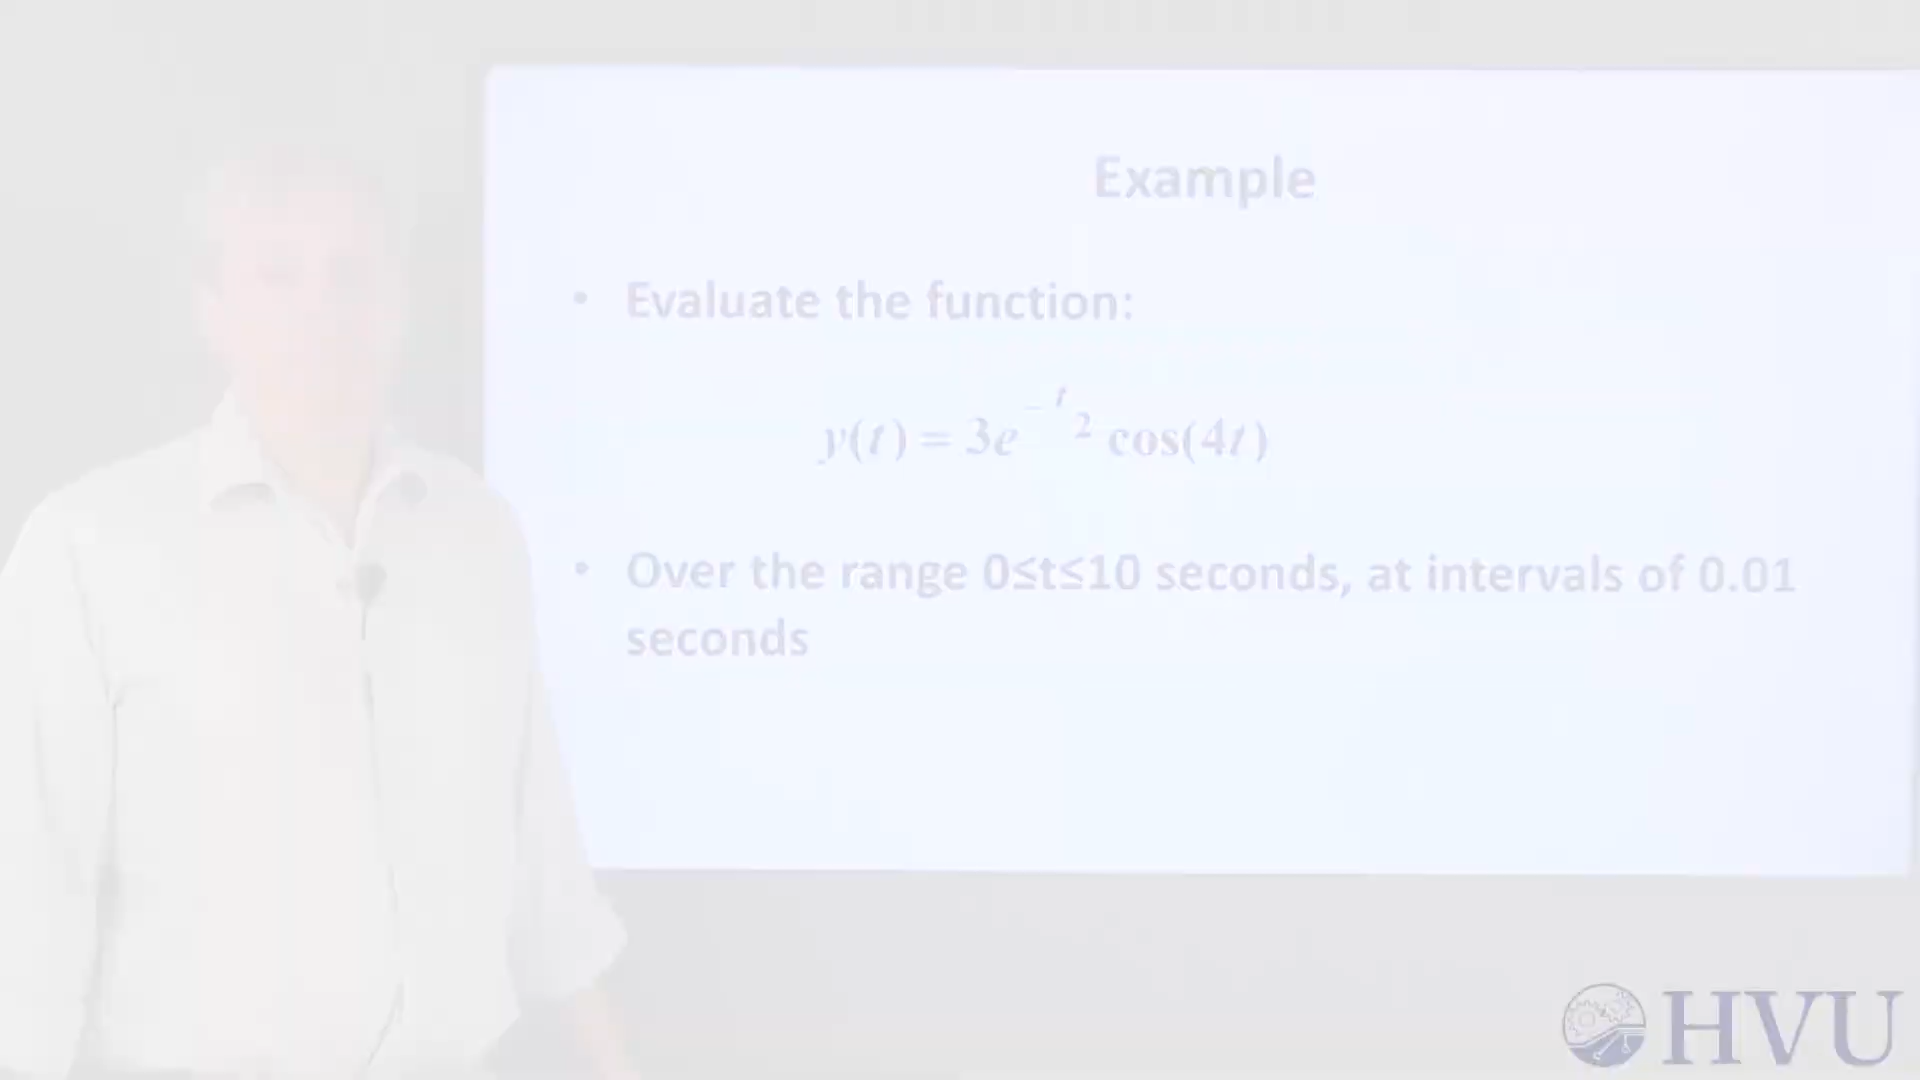 Example
• Evaluate the function:
y(t) = 3e^{-t/2} cos(4t)
• Over the range 0≤t≤10 seconds, at intervals of 0.01
seconds
HVU